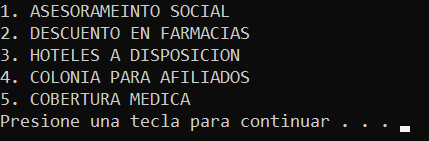 1. ASESORAMEINTO SOCIAL
2. DESCUENTO EN FARMACIAS
3. HOTELES A DISPOSICION
4. COLONIA PARA AFILIADOS
5. COBERTURA MEDICA
Presione una tecla para continuar . . .